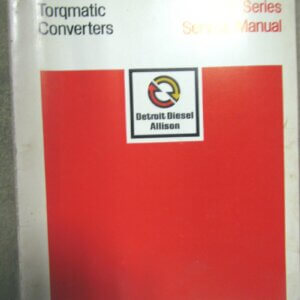 Torqmatic
Converters
Series
Service Manual
Detroit Diesel
Allison